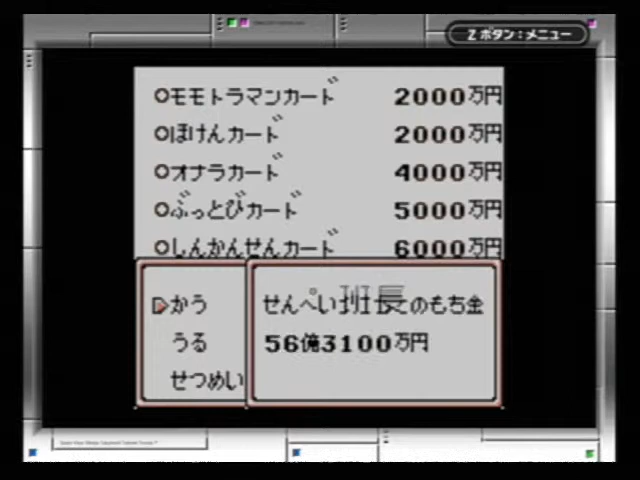 Zボタン:メニュー
○モモトラマンカード 2000万円
○ほけんカード 2000万円
○オナラカード 4000万円
○ぶっとびカード 5000万円
○しんかんせんカード 6000万円
かう
うる
せつめい
せんぺい班長のもち金
56億3100万円